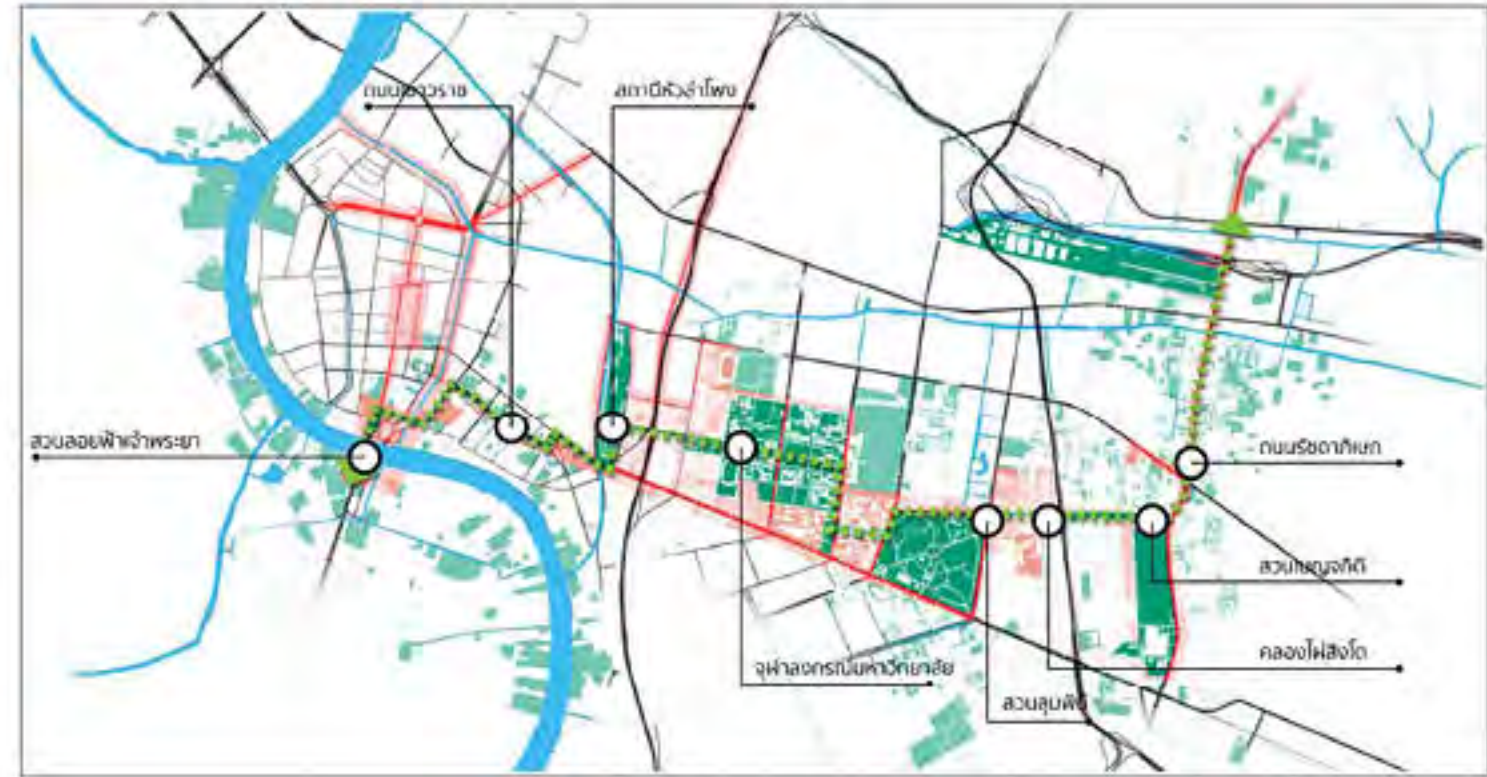 ถนนเยาวราช
สถานีหัวลำโพง
สวนลอยฟ้าเจ้าพระยา
ถนนรัชดาภิเษก
สวนเบญจกิติ
คลองไผ่สิงโต
จุฬาลงกรณ์มหาวิทยาลัย
สวนลุมพินี